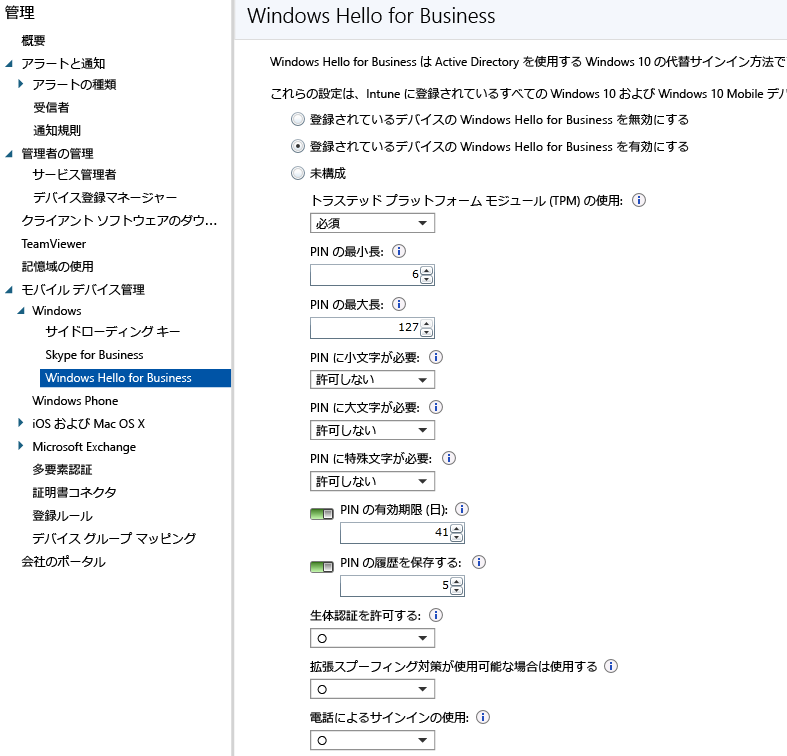 管理
概要
アラートと通知
アラートの種類
受信者
通知規則
管理者の管理
サービス管理者
デバイス登録マネージャー
クライアント ソフトウェアのダウ...
TeamViewer
記憶域の使用
モバイル デバイス管理
Windows
サイドローディング キー
Skype for Business
Windows Hello for Business
Windows Phone
iOS および Mac OS X
Microsoft Exchange
多要素認証
証明書コネクタ
登録ルール
デバイス グループ マッピング
会社のポータル
Windows Hello for Business
Windows Hello for Business は Active Directory を使用する Windows 10 の代替サインイン方法で
これらの設定は、Intune に登録されているすべての Windows 10 および Windows 10 Mobile デバ
登録されているデバイスの Windows Hello for Business を無効にする
登録されているデバイスの Windows Hello for Business を有効にする
未構成
トラステッド プラットフォーム モジュール (TPM) の使用:
必須
PIN の最小長:
6
PIN の最大長:
127
PIN に小文字が必要:
許可しない
PIN に大文字が必要:
許可しない
PIN に特殊文字が必要:
許可しない
PIN の有効期限 (日):
41
PIN の履歴を保存する:
5
生体認証を許可する:
○
拡張スプーフィング対策が使用可能な場合は使用する
○
電話によるサインインの使用:
○